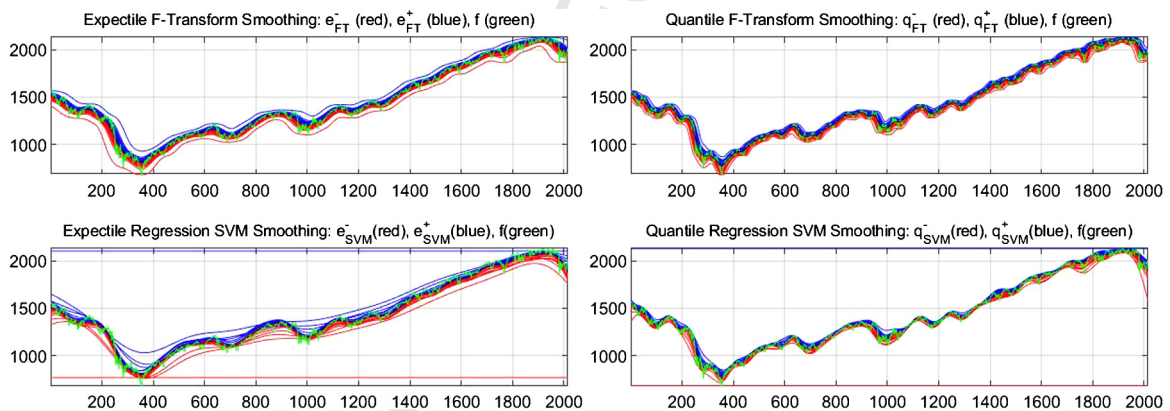 Expectile F-Transform Smoothing: e⁻FT (red), e⁺FT (blue), f (green)
2000
1500
1000
200 400 600 800 1000 1200 1400 1600 1800 2000
Quantile F-Transform Smoothing: q⁻FT (red), q⁺FT (blue), f (green)
2000
1500
1000
200 400 600 800 1000 1200 1400 1600 1800 2000
Expectile Regression SVM Smoothing: e⁻SVM(red), e⁺SVM(blue), f(green)
2000
1500
1000
200 400 600 800 1000 1200 1400 1600 1800 2000
Quantile Regression SVM Smoothing: q⁻SVM(red), q⁺SVM(blue), f(green)
2000
1500
1000
200 400 600 800 1000 1200 1400 1600 1800 2000